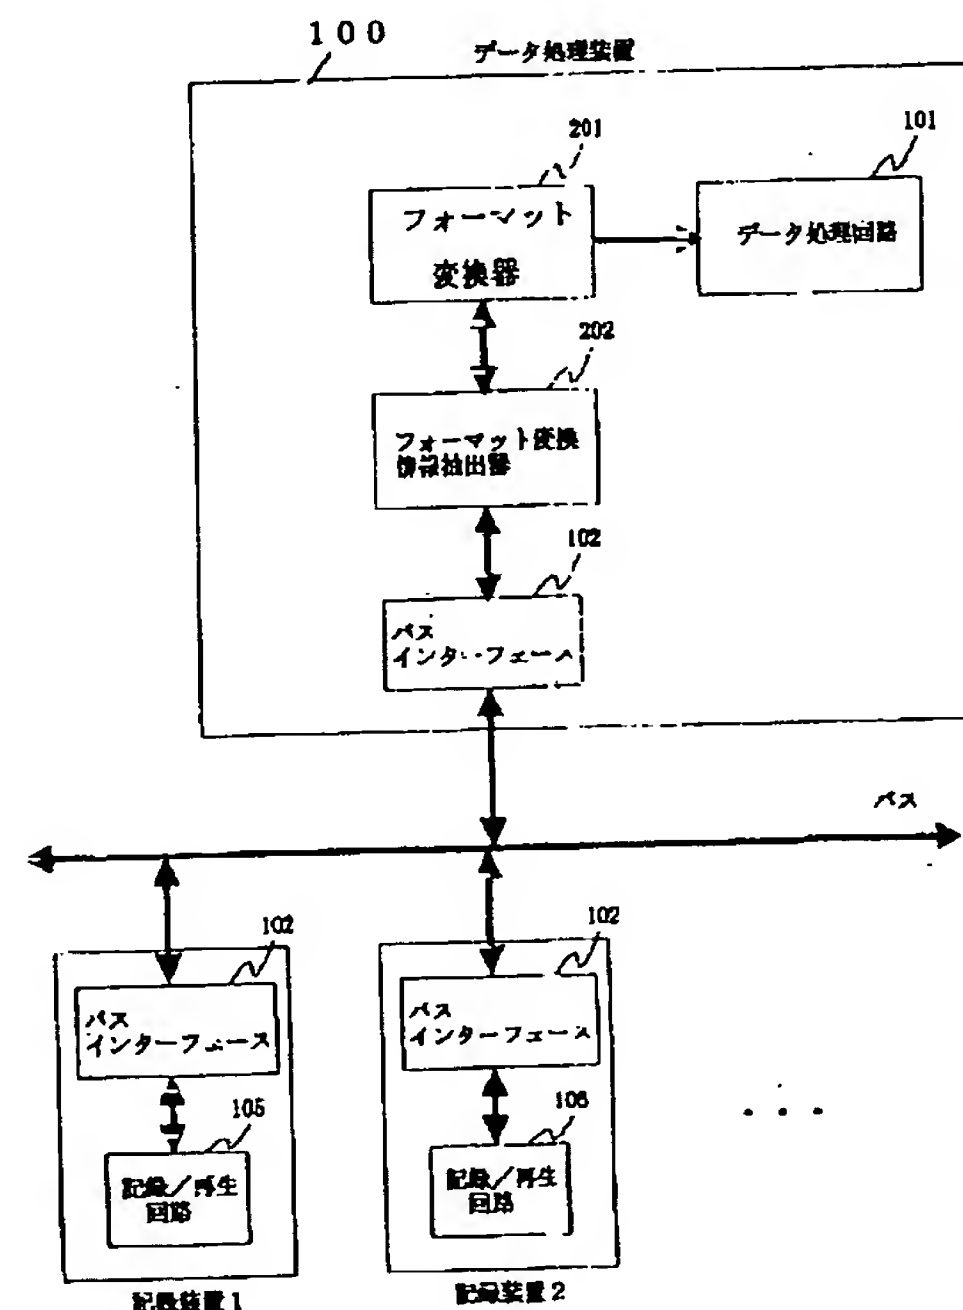 100
データ処理装置
201
101
フォーマット
変換器
データ処理回路
202
フォーマット変換
情報抽出器
102
バス
インターフェース
バス
102
102
バス
インターフェース
バス
インターフェース
105
106
記録/再生
回路
記録/再生
回路
・・・
記録装置1
記録装置2